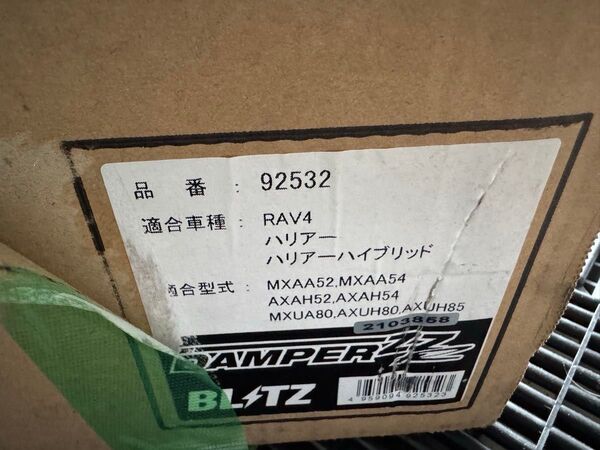 品 番 : 92532
適合車種 : RAV4
ハリアー
ハリアーハイブリッド
適合型式 : MXAA52,MXAA54
AXAH52,AXAH54
MXUA80,AXUH80,AXUH85
2103858
DAMPER ZZR
BLITZ
4 959094 925323